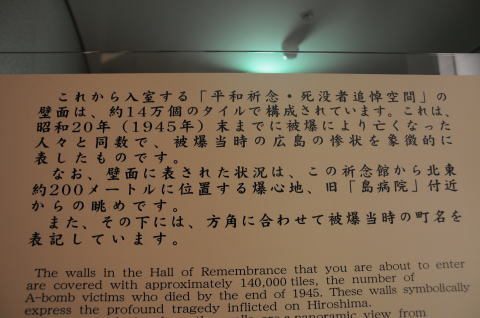 これから入室する「平和祈念・死没者追悼空間」の
壁面は、約14万個のタイルで構成されています。これは、
昭和20年(1945年)末までに被爆により亡くなった
人々と同数で、被爆当時の広島の惨状を象徴的に
表したものです。
なお、壁面に表された状況は、この祈念館から北東
約200メートルに位置する爆心地、旧「島病院」付近
からの眺めです。
また、その下には、方角に合わせて被爆当時の町名を
表記しています。
The walls in the Hall of Remembrance that you are about to enter
are covered with approximately 140,000 tiles, the number of
A-bomb victims who died by the end of 1945. These walls symbolically
express the profound tragedy inflicted on Hiroshima.
are a panoramic view from